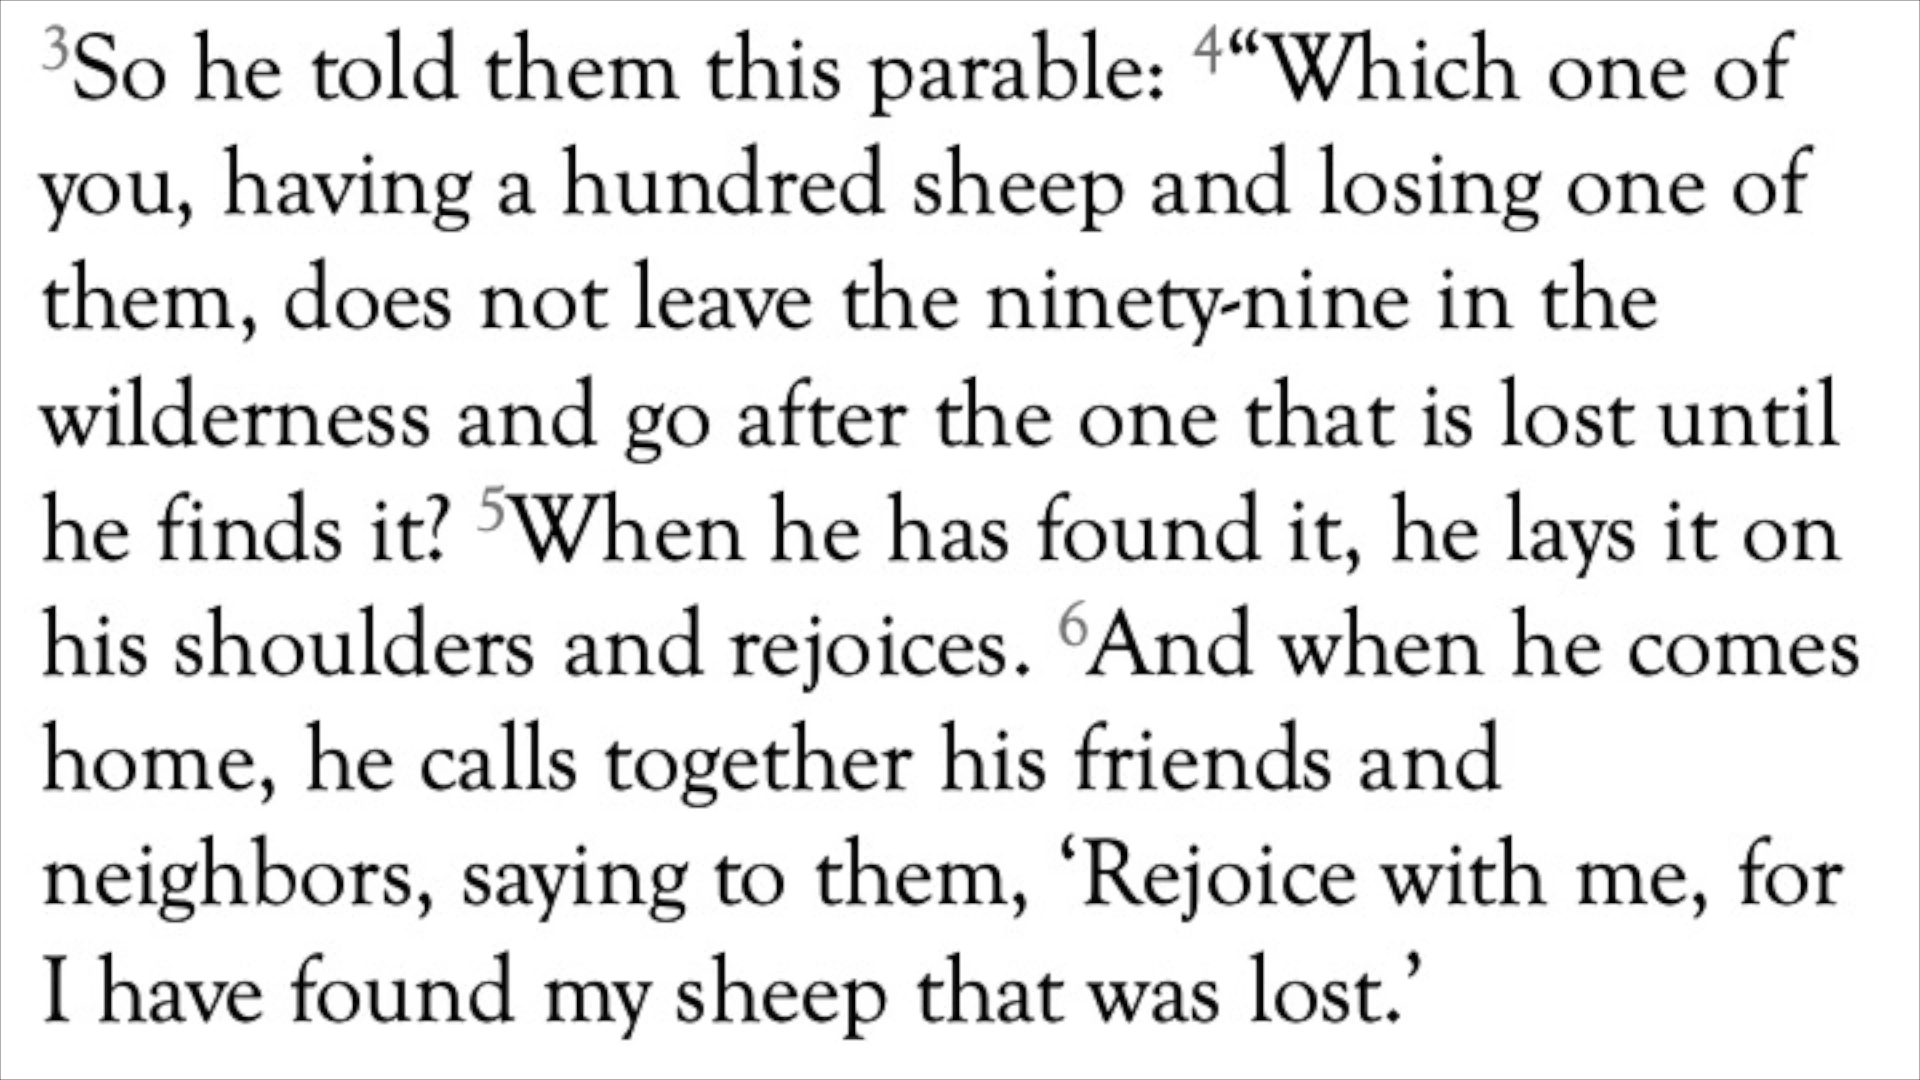 ³So he told them this parable: ⁴“Which one of
you, having a hundred sheep and losing one of
them, does not leave the ninety-nine in the
wilderness and go after the one that is lost until
he finds it? ⁵When he has found it, he lays it on
his shoulders and rejoices. ⁶And when he comes
home, he calls together his friends and
neighbors, saying to them, ‘Rejoice with me, for
I have found my sheep that was lost.’